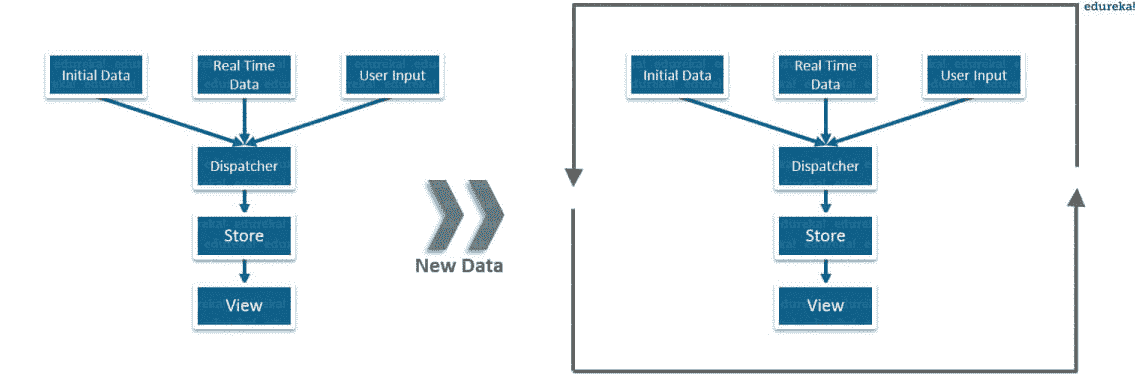 edureka!
Initial Data
Real Time
Data
User Input
Dispatcher
Store
View
New Data
Initial Data
Real Time
Data
User Input
Dispatcher
Store
View